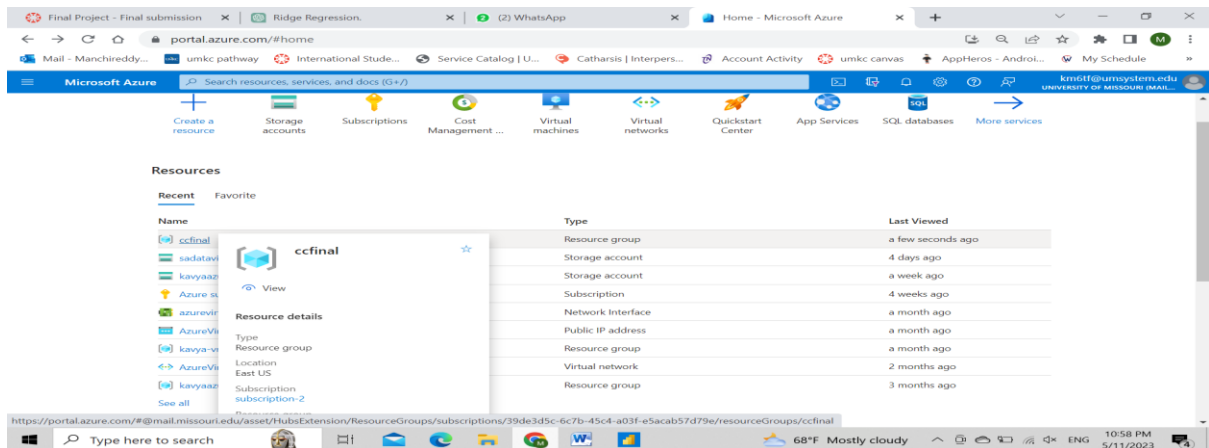 Final Project - Final submission
Ridge Regression.
(2) WhatsApp
Home - Microsoft Azure
portal.azure.com/#home
M
Mail - Manchireddy...
umkc pathway
International Stude...
Service Catalog | U...
Catharsis | Interpers...
Account Activity
umkc canvas
AppHeros - Androi...
My Schedule
Microsoft Azure
Search resources, services, and docs (G+/)
km6tf@umsystem.edu
UNIVERSITY OF MISSOURI (MAIL...
Create a resource
Storage accounts
Subscriptions
Cost Management ...
Virtual machines
Virtual networks
Quickstart Center
App Services
SQL
SQL databases
More services
Resources
Recent Favorite
Name Type Last Viewed
ccfinal Resource group a few seconds ago
sadatavi Storage account 4 days ago
kavyaaz Storage account a week ago
Azure su Subscription 4 weeks ago
azurevir Network Interface a month ago
AzureVi Public IP address a month ago
kavya-v Resource group a month ago
AzureVi Virtual network 2 months ago
kavyaaz Resource group 3 months ago
See all
ccfinal
View
Resource details
Type
Resource group
Location
East US
Subscription
subscription-2
https://portal.azure.com/#@mail.missouri.edu/asset/HubsExtension/ResourceGroups/subscriptions/39de3d5c-6c7b-45c4-a03f-e5acab57d79e/resourceGroups/ccfinal
Type here to search
68°F Mostly cloudy
ENG
10:58 PM
5/11/2023
4